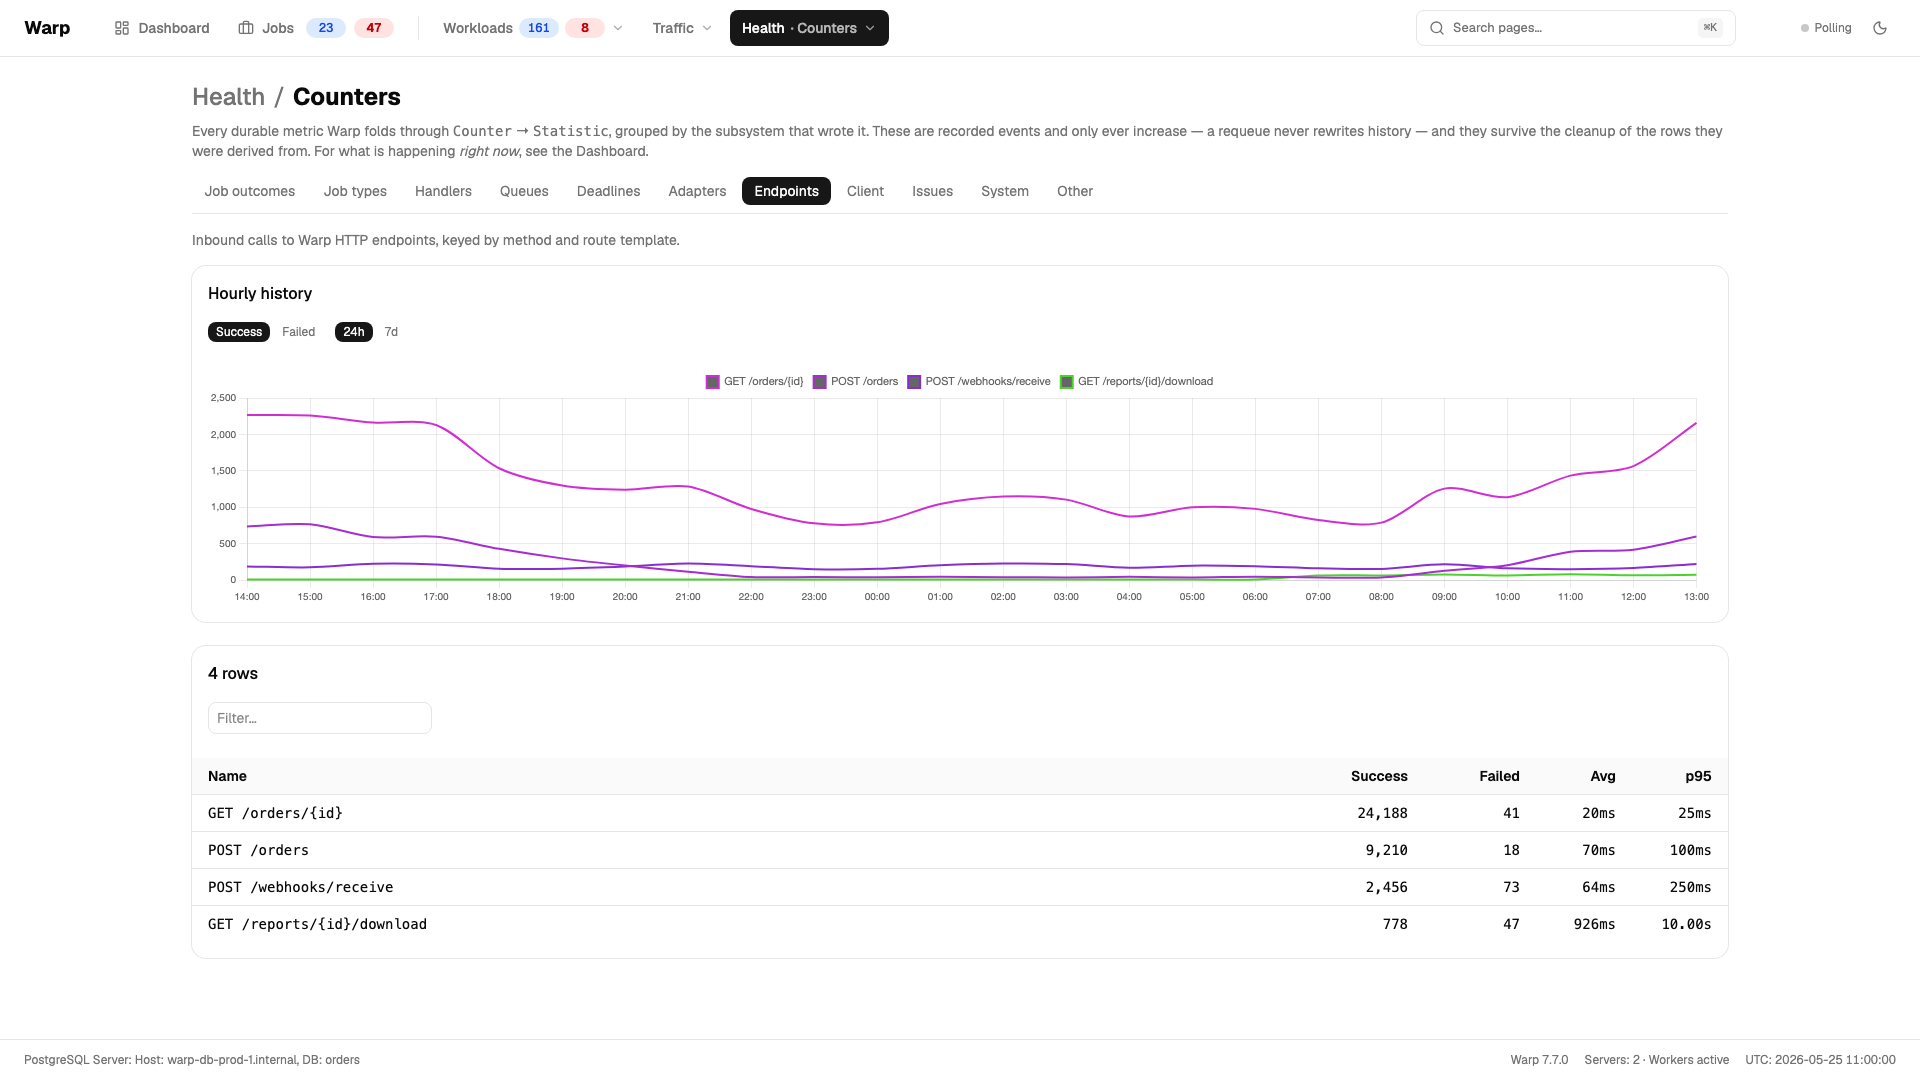 Warp Dashboard Jobs 23 47 Workloads 161 8 Traffic Health · Counters Search pages... ⌘K Polling
Health / Counters
Every durable metric Warp folds through Counter → Statistic, grouped by the subsystem that wrote it. These are recorded events and only ever increase — a requeue never rewrites history — and they survive the cleanup of the rows they
were derived from. For what is happening right now, see the Dashboard.
Job outcomes Job types Handlers Queues Deadlines Adapters Endpoints Client Issues System Other
Inbound calls to Warp HTTP endpoints, keyed by method and route template.
Hourly history
Success Failed 24h 7d
GET /orders/{id} POST /orders POST /webhooks/receive GET /reports/{id}/download
2,500
2,000
1,500
1,000
500
0
14:00 15:00 16:00 17:00 18:00 19:00 20:00 21:00 22:00 23:00 00:00 01:00 02:00 03:00 04:00 05:00 06:00 07:00 08:00 09:00 10:00 11:00 12:00 13:00
4 rows
Filter...
Name Success Failed Avg p95
GET /orders/{id} 24,188 41 20ms 25ms
POST /orders 9,210 18 70ms 100ms
POST /webhooks/receive 2,456 73 64ms 250ms
GET /reports/{id}/download 778 47 926ms 10.00s
PostgreSQL Server: Host: warp-db-prod-1.internal, DB: orders Warp 7.7.0 Servers: 2 · Workers active UTC: 2026-05-25 11:00:00